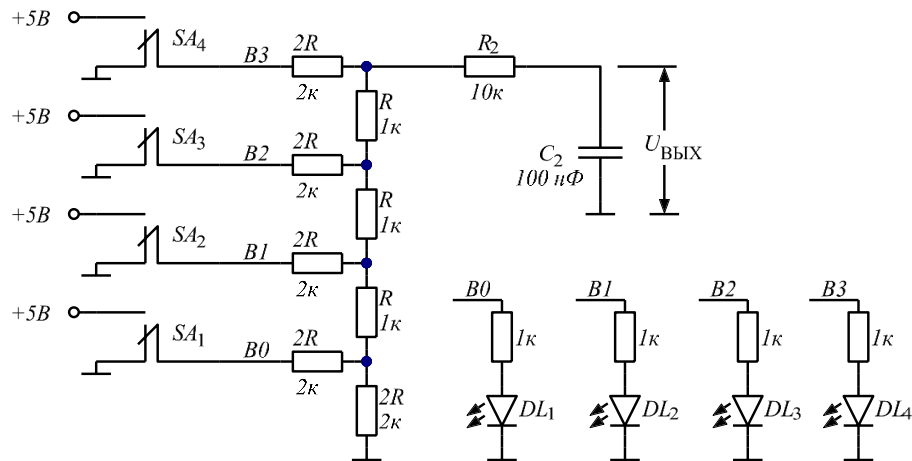 +5В
SA4
B3
2R
2к
R
1к
R2
10к
C2
100 нФ
UВЫХ
+5В
SA3
B2
2R
2к
R
1к
+5В
SA2
B1
2R
2к
R
1к
+5В
SA1
B0
2R
2к
2R
2к
B0
1к
DL1
B1
1к
DL2
B2
1к
DL3
B3
1к
DL4